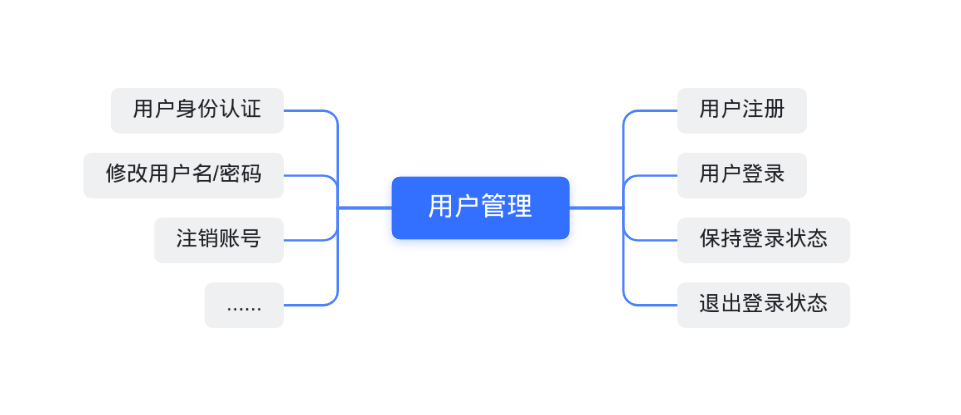 用户身份认证
修改用户名/密码
注销账号
......
用户管理
用户注册
用户登录
保持登录状态
退出登录状态